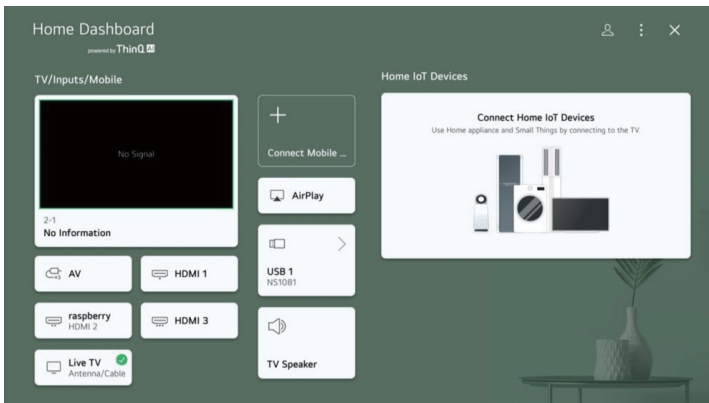 Home Dashboard
powered by ThinQ AI
TV/Inputs/Mobile
No Signal
2-1
No Information
AV
HDMI 1
raspberry
HDMI 2
HDMI 3
Live TV
Antenna/Cable
Connect Mobile ...
AirPlay
USB 1
NS1081
TV Speaker
Home IoT Devices
Connect Home IoT Devices
Use Home appliance and Small Things by connecting to the TV.